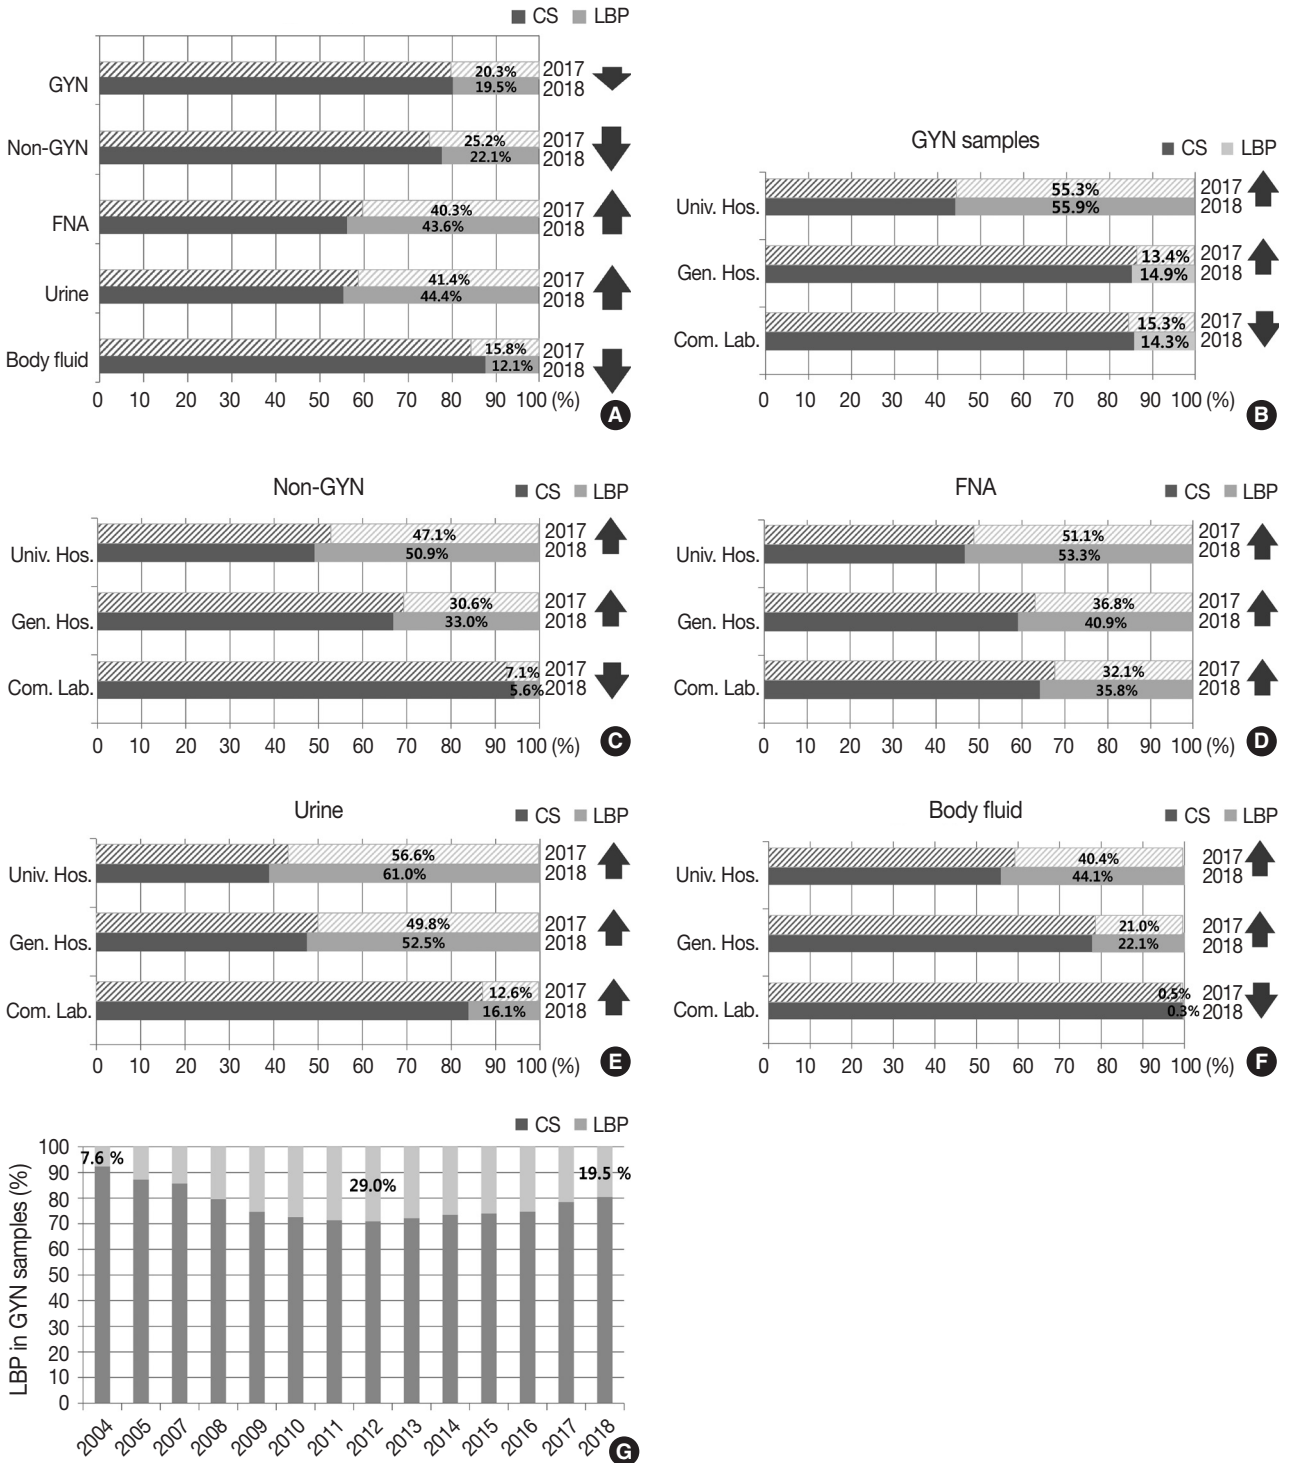 CS LBP
GYN 20.3% 2017
19.5% 2018
Non-GYN 25.2% 2017
22.1% 2018
FNA 40.3% 2017
43.6% 2018
Urine 41.4% 2017
44.4% 2018
Body fluid 15.8% 2017
12.1% 2018
0 10 20 30 40 50 60 70 80 90 100 (%)
A
GYN samples
CS LBP
Univ. Hos. 55.3% 2017
55.9% 2018
Gen. Hos. 13.4% 2017
14.9% 2018
Com. Lab. 15.3% 2017
14.3% 2018
0 10 20 30 40 50 60 70 80 90 100 (%)
B
Non-GYN
CS LBP
Univ. Hos. 47.1% 2017
50.9% 2018
Gen. Hos. 30.6% 2017
33.0% 2018
Com. Lab. 7.1% 2017
5.6% 2018
0 10 20 30 40 50 60 70 80 90 100 (%)
C
FNA
CS LBP
Univ. Hos. 51.1% 2017
53.3% 2018
Gen. Hos. 36.8% 2017
40.9% 2018
Com. Lab. 32.1% 2017
35.8% 2018
0 10 20 30 40 50 60 70 80 90 100 (%)
D
Urine
CS LBP
Univ. Hos. 56.6% 2017
61.0% 2018
Gen. Hos. 49.8% 2017
52.5% 2018
Com. Lab. 12.6% 2017
16.1% 2018
0 10 20 30 40 50 60 70 80 90 100 (%)
E
Body fluid
CS LBP
Univ. Hos. 40.4% 2017
44.1% 2018
Gen. Hos. 21.0% 2017
22.1% 2018
Com. Lab. 0.5% 2017
0.3% 2018
0 10 20 30 40 50 60 70 80 90 100 (%)
F
CS LBP
LBP in GYN samples (%)
100
90
80
70
60
50
40
30
20
10
0
7.6 %
29.0%
19.5 %
2004 2005 2007 2008 2009 2010 2011 2012 2013 2014 2015 2016 2017 2018
G